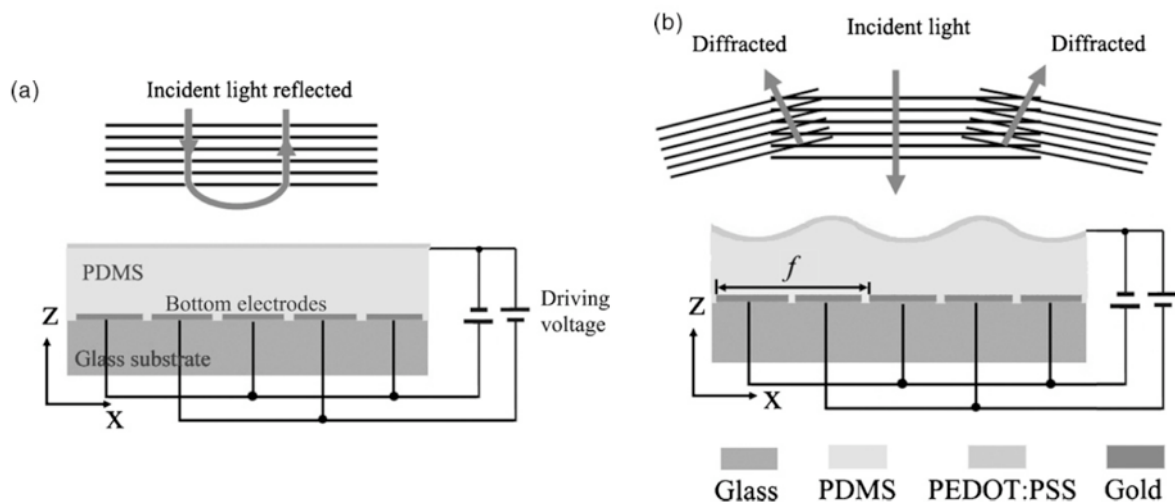 (a)
Incident light reflected
PDMS
Bottom electrodes
Driving
voltage
Z
Glass substrate
X
(b)
Incident light
Diffracted
Diffracted
f
Z
X
Glass
PDMS
PEDOT:PSS
Gold